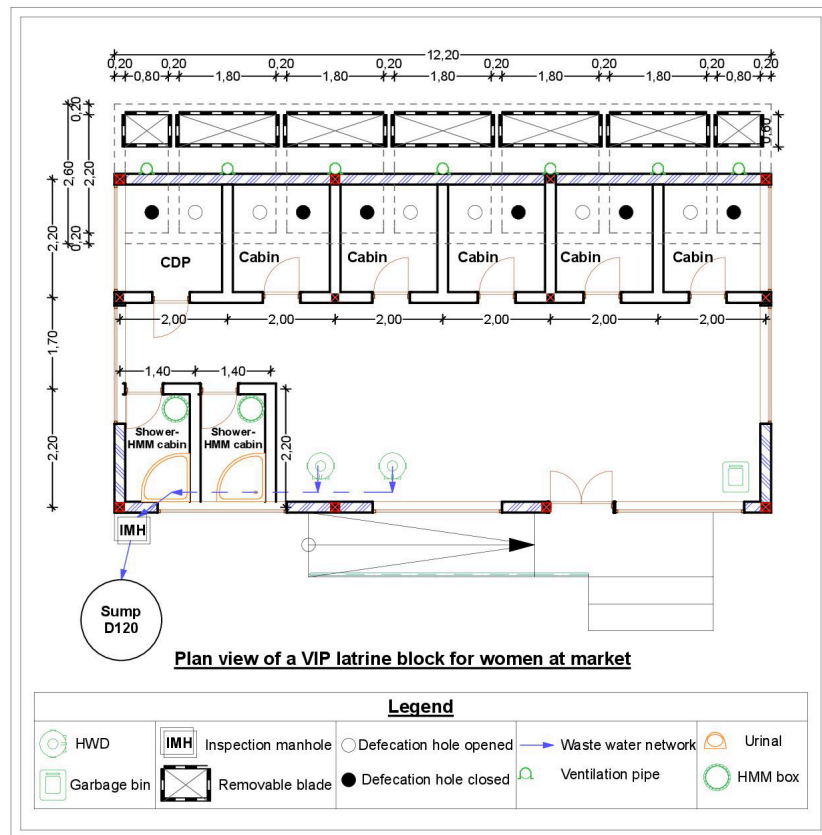 12,20
0,20 0,20 0,20 0,20 0,20 0,20 0,20 0,20
0,80 1,80 1,80 1,80 1,80 1,80 0,80
0,20
0,60
2,60
2,20
2,20
0,20
CDP Cabin Cabin Cabin Cabin Cabin
2,00 2,00 2,00 2,00 2,00 2,00
1,70
1,40 1,40
2,20
2,20
Shower- Shower-
HMM cabin HMM cabin
IMH
Sump
D120
Plan view of a VIP latrine block for women at market
Legend
HWD
IMH Inspection manhole
Defecation hole opened
Waste water network
Urinal
Garbage bin
Removable blade
Defecation hole closed
Ventilation pipe
HMM box